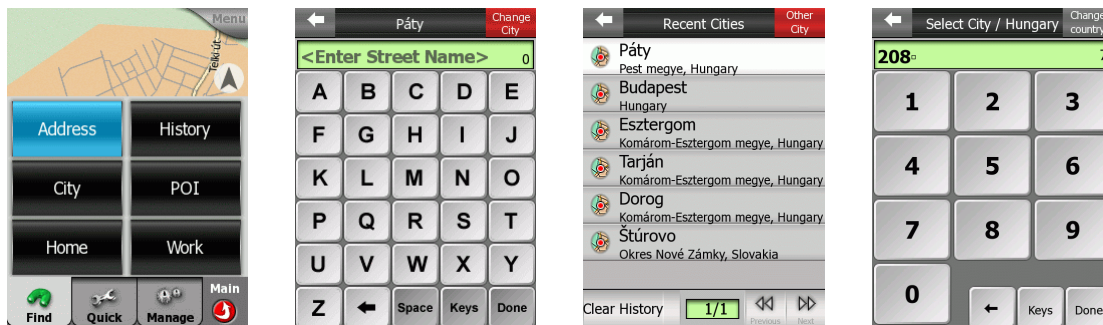 Menu
Telki út
Address
History
City
POI
Home
Work
Find
Quick
Manage
Main
Páty
Change City
<Enter Street Name> 0
A B C D E
F G H I J
K L M N O
P Q R S T
U V W X Y
Z Space Keys Done
Recent Cities
Other City
Páty
Pest megye, Hungary
Budapest
Hungary
Esztergom
Komárom-Esztergom megye, Hungary
Tarján
Komárom-Esztergom megye, Hungary
Dorog
Komárom-Esztergom megye, Hungary
Štúrovo
Okres Nové Zámky, Slovakia
Clear History
1/1
Previous
Next
Select City / Hungary
Change country
208
1 2 3
4 5 6
7 8 9
0
Keys Done